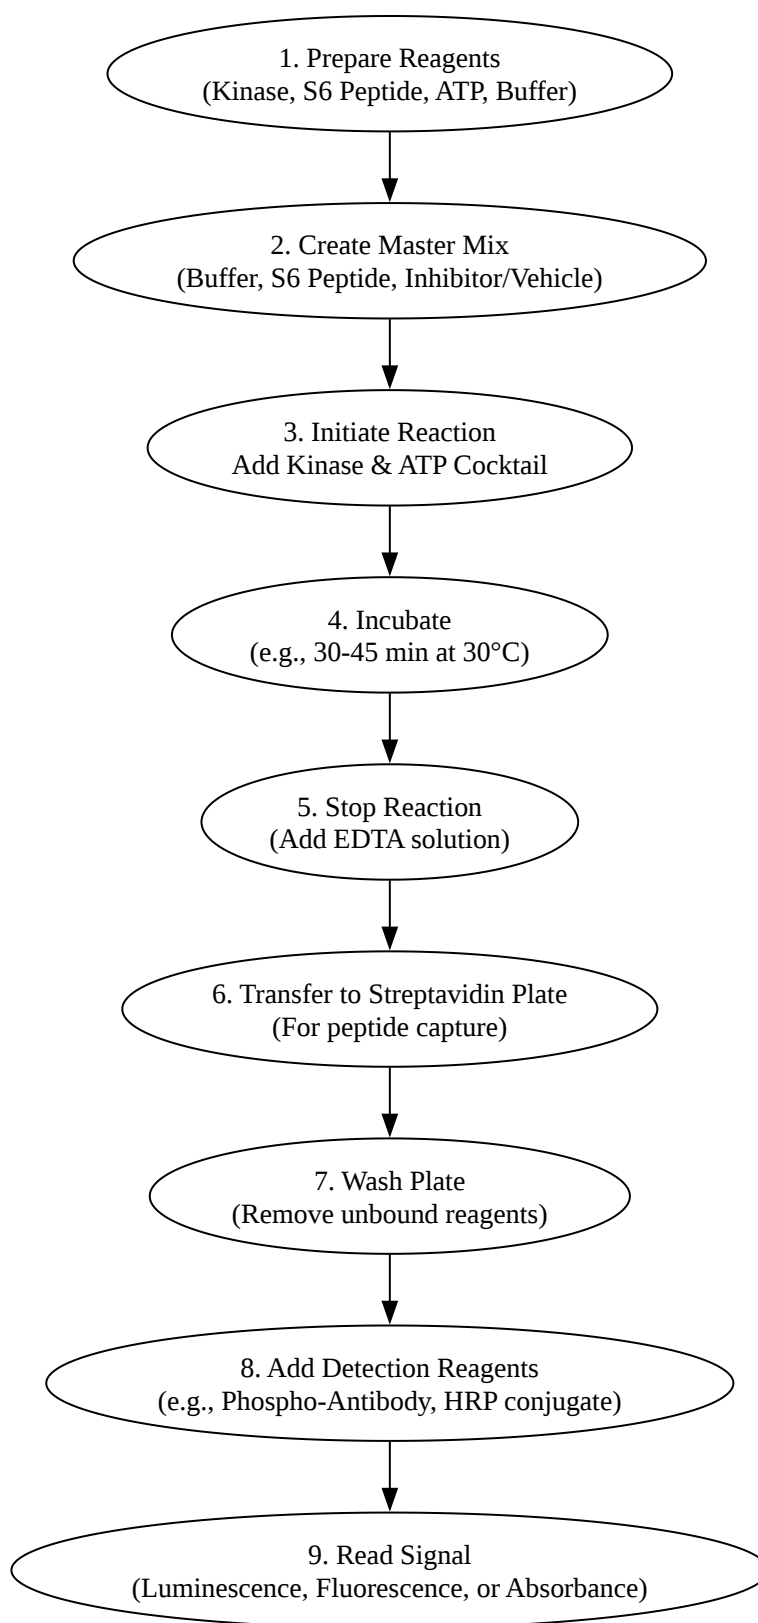 1. Prepare Reagents
(Kinase, S6 Peptide, ATP, Buffer)
2. Create Master Mix
(Buffer, S6 Peptide, Inhibitor/Vehicle)
3. Initiate Reaction
Add Kinase & ATP Cocktail
4. Incubate
(e.g., 30-45 min at 30°C)
5. Stop Reaction
(Add EDTA solution)
6. Transfer to Streptavidin Plate
(For peptide capture)
7. Wash Plate
(Remove unbound reagents)
8. Add Detection Reagents
(e.g., Phospho-Antibody, HRP conjugate)
9. Read Signal
(Luminescence, Fluorescence, or Absorbance)